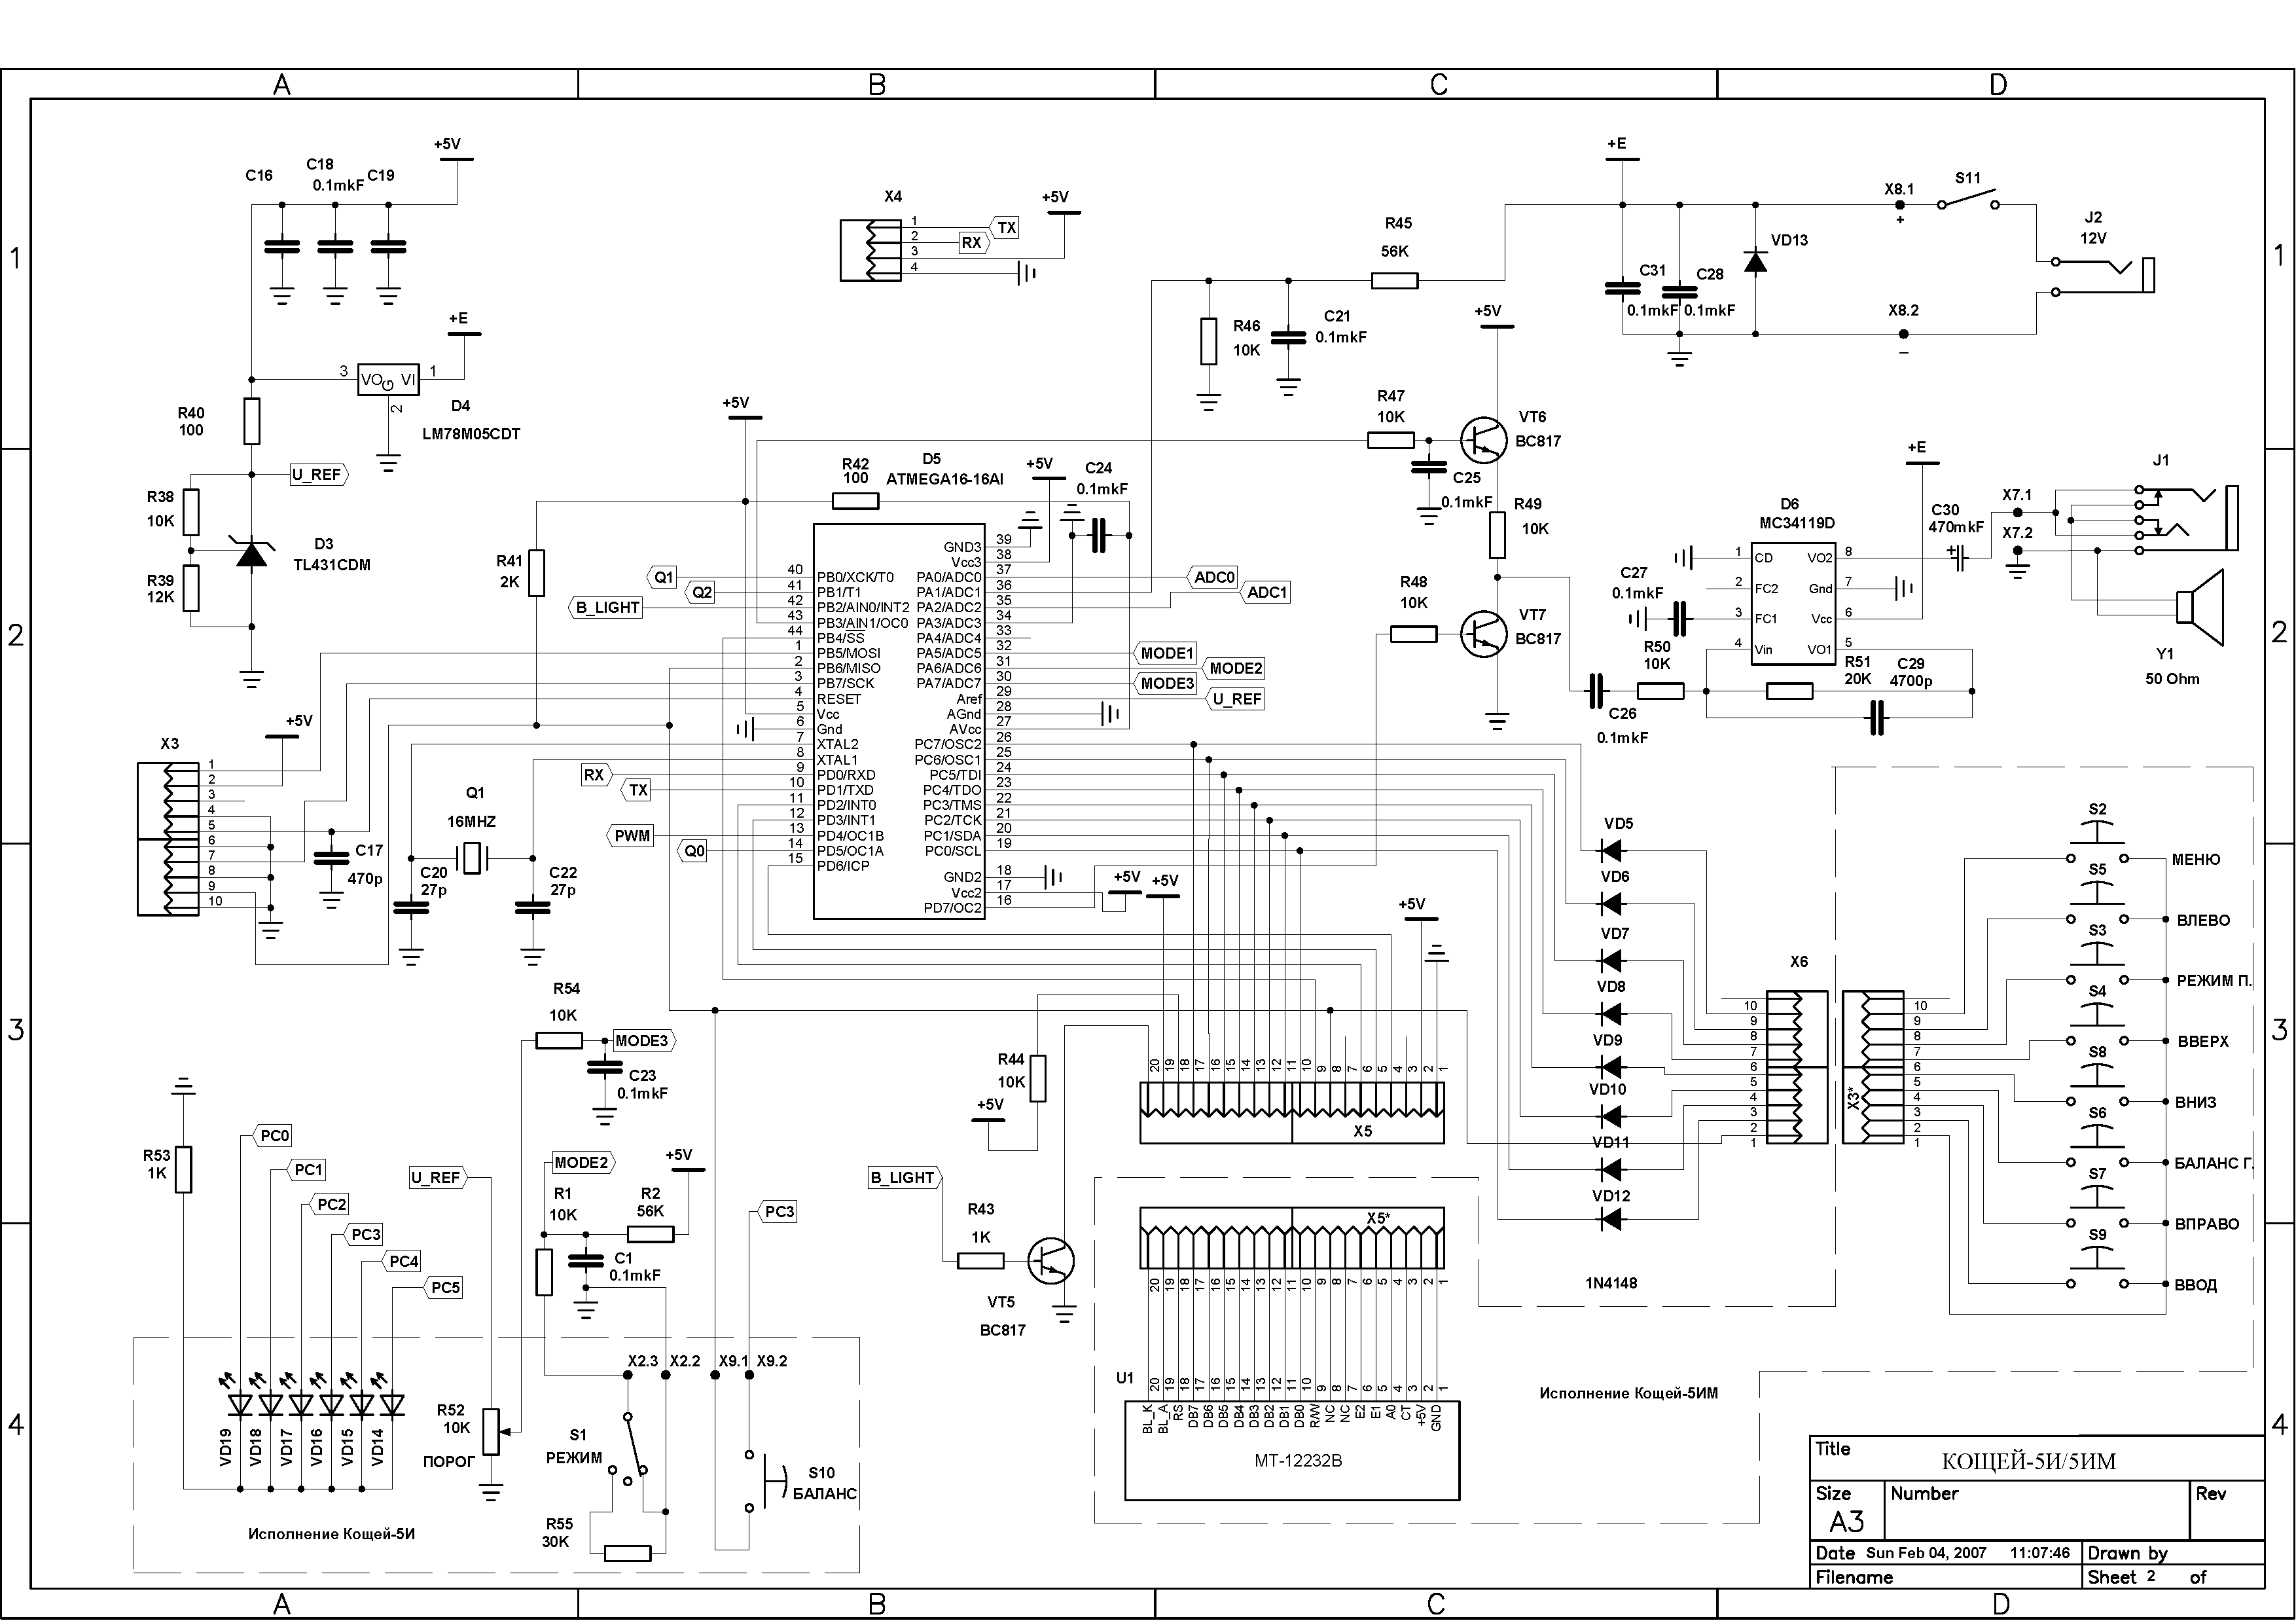 A B C D
1
2
3
4
+5V
C16
C18
0.1mkF
C19
+E
3 VO G VI 1
2
D4
LM78M05CDT
R40
100
U_REF
R38
10K
D3
TL431CDM
R39
12K
X4
1 TX
2 RX
3
4
+5V
R45
56K
R46
10K
C21
0.1mkF
+E
C31
0.1mkF
C28
0.1mkF
VD13
X8.1
+
S11
X8.2
–
J2
12V
+5V
R47
10K
VT6
BC817
C25
0.1mkF
R49
10K
R48
10K
VT7
BC817
+5V
R42
100
D5
ATMEGA16-16AI
+5V
C24
0.1mkF
R41
2K
Q1 40 PB0/XCK/T0
Q2 41 PB1/T1
B_LIGHT 42 PB2/AIN0/INT2
43 PB3/AIN1/OC0
44 PB4/SS
1 PB5/MOSI
2 PB6/MISO
3 PB7/SCK
4 RESET
5 Vcc
6 Gnd
7 XTAL2
8 XTAL1
RX 9 PD0/RXD
TX 10 PD1/TXD
11 PD2/INT0
12 PD3/INT1
PWM 13 PD4/OC1B
Q0 14 PD5/OC1A
15 PD6/ICP
GND3 39
Vcc3 38
PA0/ADC0 37 ADC0
PA1/ADC1 36
PA2/ADC2 35 ADC1
PA3/ADC3 34
PA4/ADC4 33
PA5/ADC5 32 MODE1
PA6/ADC6 31 MODE2
PA7/ADC7 30 MODE3
Aref 29 U_REF
AGnd 28
AVcc 27
PC7/OSC2 26
PC6/OSC1 25
PC5/TDI 24
PC4/TDO 23
PC3/TMS 22
PC2/TCK 21
PC1/SDA 20
PC0/SCL 19
GND2 18
Vcc2 17
PD7/OC2 16
+5V
+5V
+5V
+E
D6
MC34119D
1 CD VO2 8
2 FC2 Gnd 7
3 FC1 Vcc 6
4 Vin VO1 5
C27
0.1mkF
R50
10K
R51
20K
C29
4700p
C26
0.1mkF
C30
470mkF
+
X7.1
X7.2
J1
Y1
50 Ohm
X3
+5V
1
2
3
4
5
6
7
8
9
10
C17
470p
Q1
16MHZ
C20
27p
C22
27p
VD5
VD6
VD7
VD8
VD9
VD10
VD11
VD12
1N4148
X6
10
9
8
7
6
5
4
3
2
1
X3*
10
9
8
7
6
5
4
3
2
1
S2
МЕНЮ
S5
ВЛЕВО
S3
РЕЖИМ П.
S4
ВВЕРХ
S8
ВНИЗ
S6
БАЛАНС Г.
S7
ВПРАВО
S9
ВВОД
R54
10K
MODE3
C23
0.1mkF
R44
10K
+5V
20 19 18 17 16 15 14 13 12 11 10 9 8 7 6 5 4 3 2 1
X5
R53
1K
PC0
PC1
PC2
PC3
PC4
PC5
U_REF
MODE2
R1
10K
R2
56K
+5V
C1
0.1mkF
PC3
B_LIGHT
R43
1K
VT5
BC817
X5*
20 19 18 17 16 15 14 13 12 11 10 9 8 7 6 5 4 3 2 1
U1
20 19 18 17 16 15 14 13 12 11 10 9 8 7 6 5 4 3 2 1
BL_K BL_A RS DB7 DB6 DB5 DB4 DB3 DB2 DB1 DB0 R/W NC NC E2 E1 A0 CT +5V GND
MT-12232B
Исполнение Кощей-5ИМ
X2.3 X2.2 X9.1 X9.2
VD19 VD18 VD17 VD16 VD15 VD14
R52
10K
ПОРОГ
S1
РЕЖИМ
R55
30K
S10
БАЛАНС
Исполнение Кощей-5И
Title
КОЩЕЙ-5И/5ИМ
Size
A3
Number
Rev
Date Sun Feb 04, 2007 11:07:46
Drawn by
Filename
Sheet 2 of
1
2
3
4
A B C D